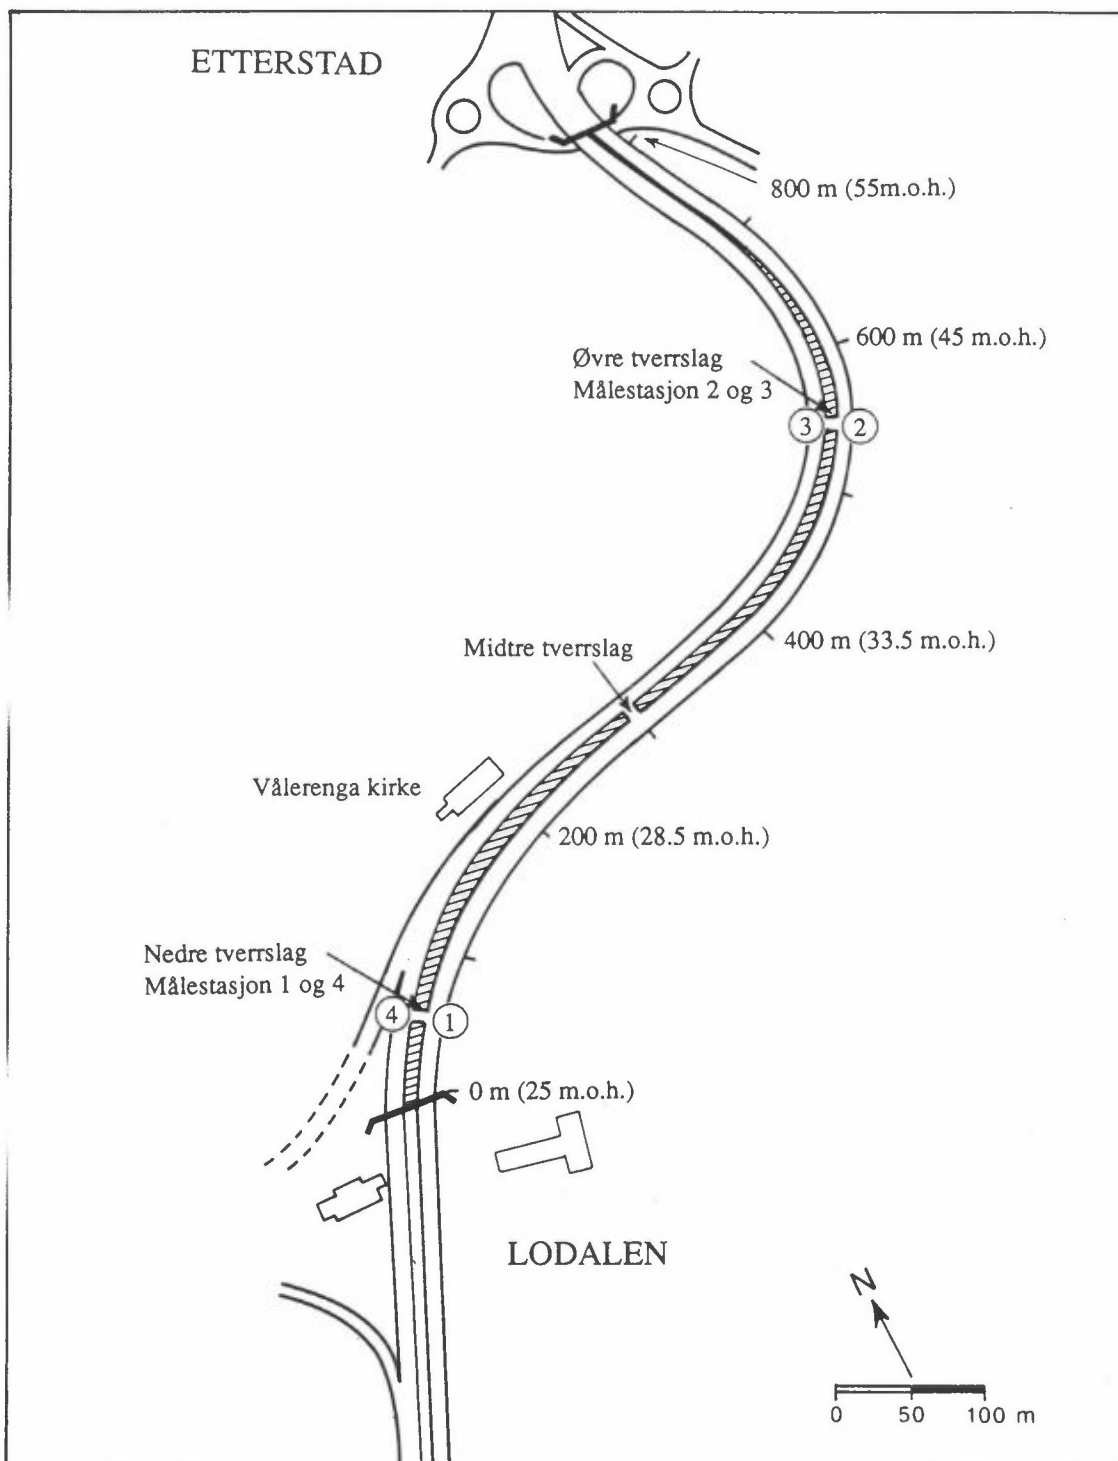 ETTERSTAD
800 m (55m.o.h.)
600 m (45 m.o.h.)
Øvre tverrslag
Målestasjon 2 og 3
3
2
400 m (33.5 m.o.h.)
Midtre tverrslag
Vålerenga kirke
200 m (28.5 m.o.h.)
Nedre tverrslag
Målestasjon 1 og 4
4
1
0 m (25 m.o.h.)
LODALEN
N
0 50 100 m